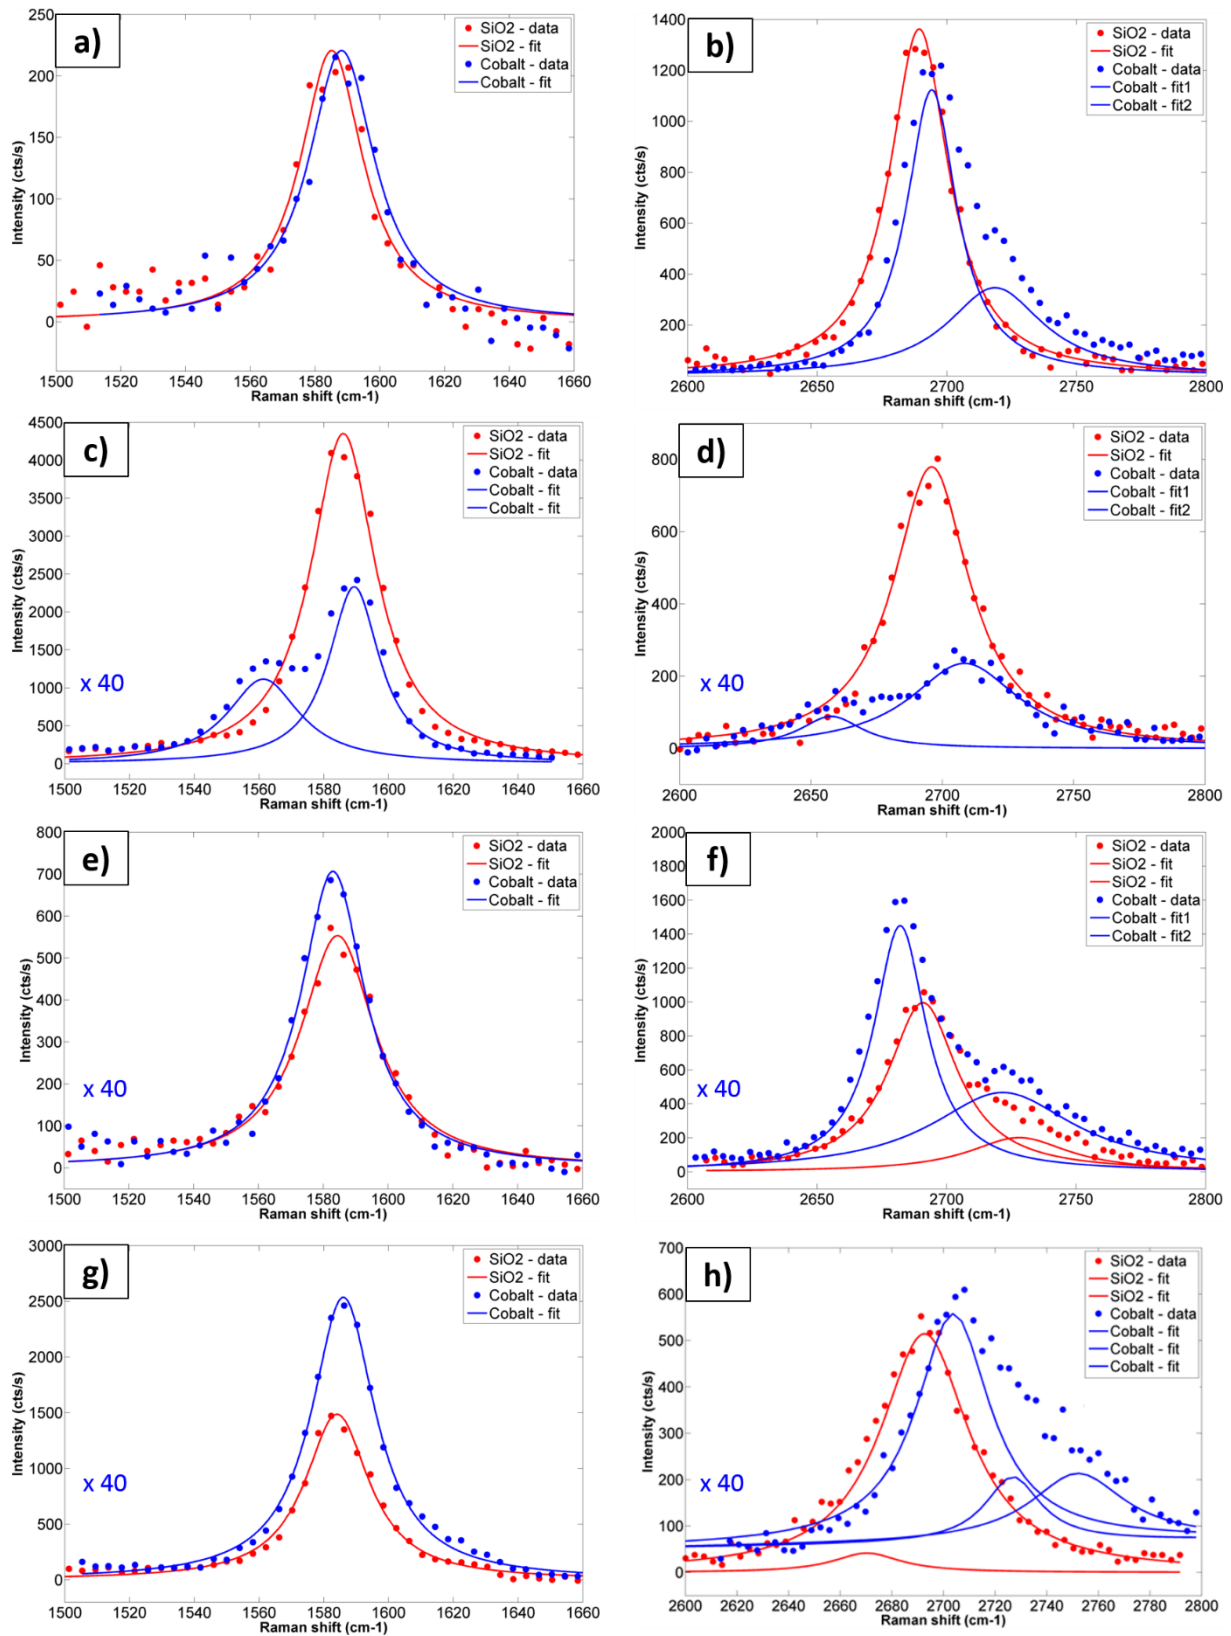 a)
SiO2 - data
SiO2 - fit
Cobalt - data
Cobalt - fit
250
200
150
100
50
0
Intensity (cts/s)
1500 1520 1540 1560 1580 1600 1620 1640 1660
Raman shift (cm-1)
b)
SiO2 - data
SiO2 - fit
Cobalt - data
Cobalt - fit1
Cobalt - fit2
1400
1200
1000
800
600
400
200
Intensity (cts/s)
2600 2650 2700 2750 2800
Raman shift (cm-1)
c)
SiO2 - data
SiO2 - fit
Cobalt - data
Cobalt - fit
Cobalt - fit
4500
4000
3500
3000
2500
2000
1500
1000
500
0
Intensity (cts/s)
x 40
1500 1520 1540 1560 1580 1600 1620 1640 1660
Raman shift (cm-1)
d)
SiO2 - data
SiO2 - fit
Cobalt - data
Cobalt - fit1
Cobalt - fit2
800
600
400
200
0
Intensity (cts/s)
x 40
2600 2650 2700 2750 2800
Raman shift (cm-1)
e)
SiO2 - data
SiO2 - fit
Cobalt - data
Cobalt - fit
800
700
600
500
400
300
200
100
0
Intensity (cts/s)
x 40
1500 1520 1540 1560 1580 1600 1620 1640 1660
Raman shift (cm-1)
f)
SiO2 - data
SiO2 - fit
SiO2 - fit
Cobalt - data
Cobalt - fit1
Cobalt - fit2
2000
1800
1600
1400
1200
1000
800
600
400
200
0
Intensity (cts/s)
x 40
2600 2650 2700 2750 2800
Raman shift (cm-1)
g)
SiO2 - data
SiO2 - fit
Cobalt - data
Cobalt - fit
3000
2500
2000
1500
1000
500
0
Intensity (cts/s)
x 40
1500 1520 1540 1560 1580 1600 1620 1640 1660
Raman shift (cm-1)
h)
SiO2 - data
SiO2 - fit
SiO2 - fit
Cobalt - data
Cobalt - fit
Cobalt - fit
Cobalt - fit
700
600
500
400
300
200
100
0
Intensity (cts/s)
x 40
2600 2620 2640 2660 2680 2700 2720 2740 2760 2780 2800
Raman shift (cm-1)